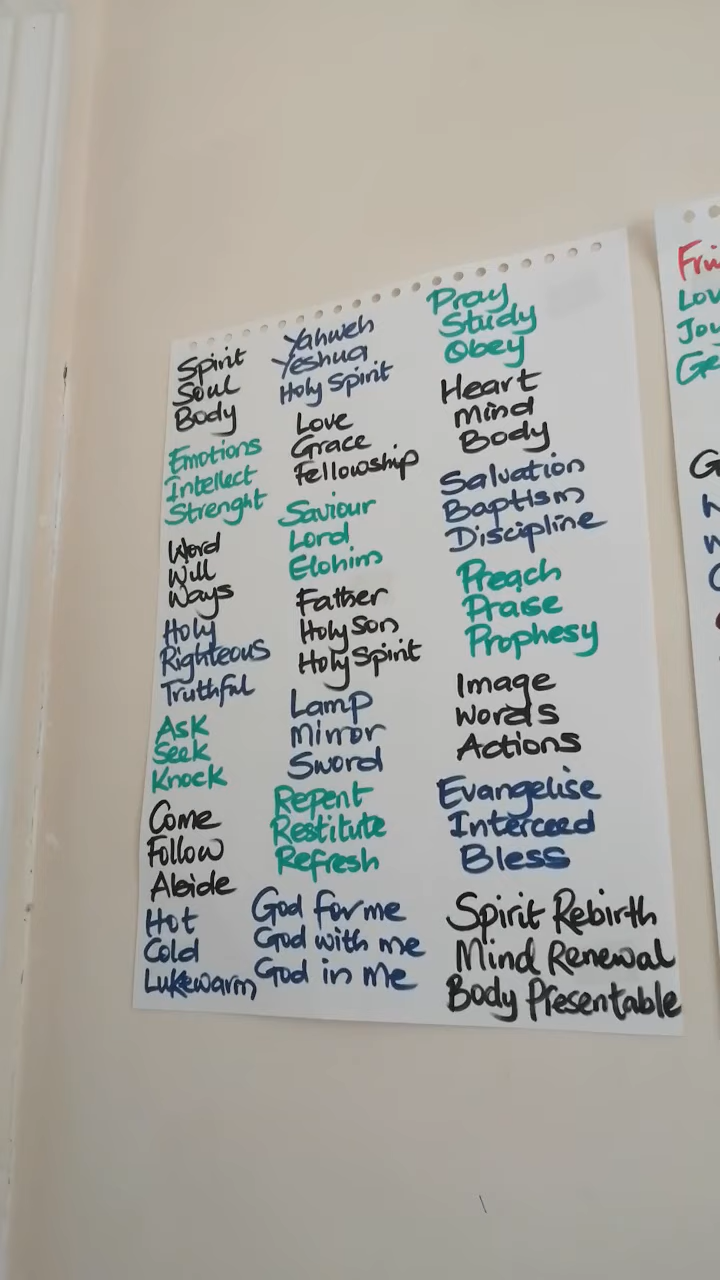 Spirit
Soul
Body
Emotions
Intellect
Strenght
Word
Will
Ways
Holy
Righteous
Truthful
Ask
Seek
Knock
Come
Follow
Abide
Hot
Cold
Lukewarm
Yahweh
Yeshua
Holy Spirit
Love
Grace
Fellowship
Saviour
Lord
Elohim
Father
Holy Son
Holy Spirit
Lamp
Mirror
Sword
Repent
Restitute
Refresh
God for me
God with me
God in me
Pray
Study
Obey
Heart
Mind
Body
Salvation
Baptism
Discipline
Preach
Praise
Prophesy
Image
Words
Actions
Evangelise
Interceed
Bless
Spirit Rebirth
Mind Renewal
Body Presentable